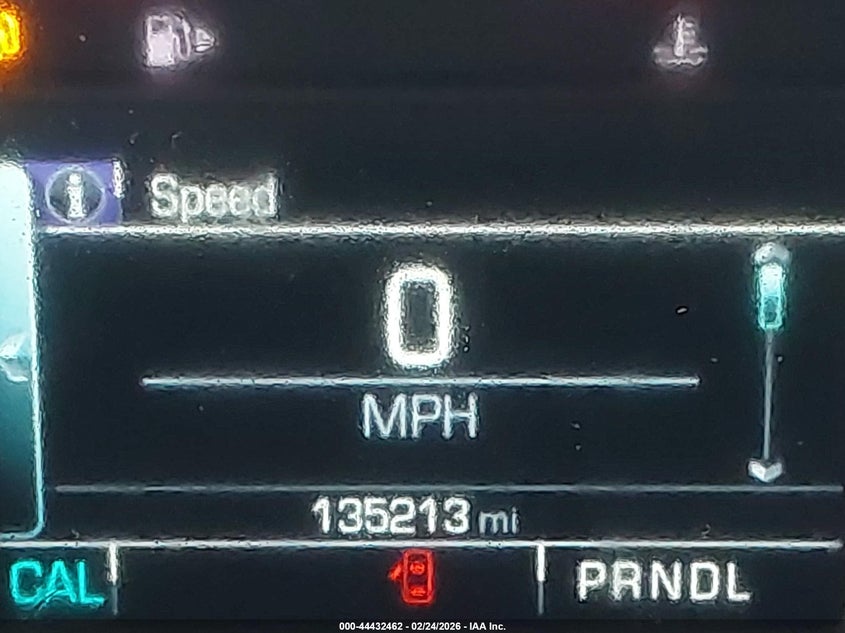 Speed
0
MPH
135213 mi
CAL PRNDL
000-44432462 - 02/24/2026 - IAA Inc.